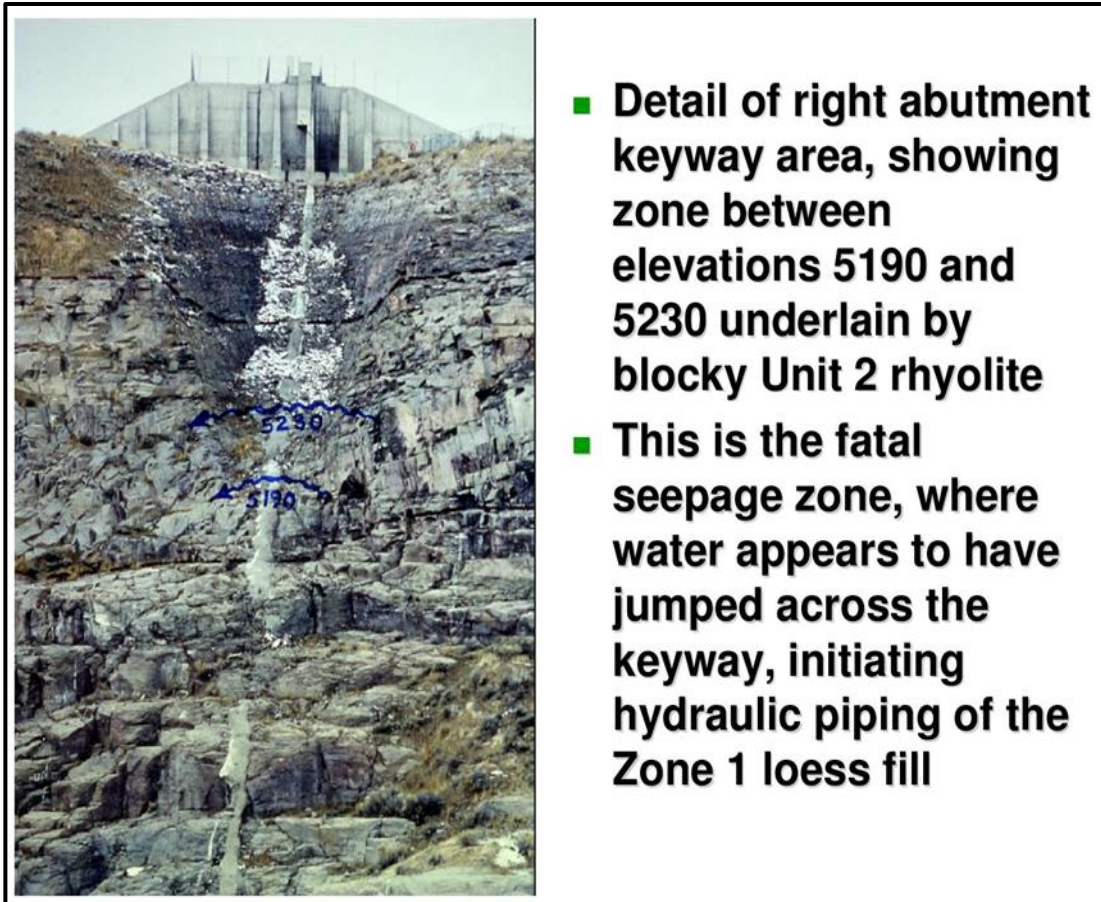 Detail of right abutment
keyway area, showing
zone between
elevations 5190 and
5230 underlain by
blocky Unit 2 rhyolite
This is the fatal
seepage zone, where
water appears to have
jumped across the
keyway, initiating
hydraulic piping of the
Zone 1 loess fill
5230
5190